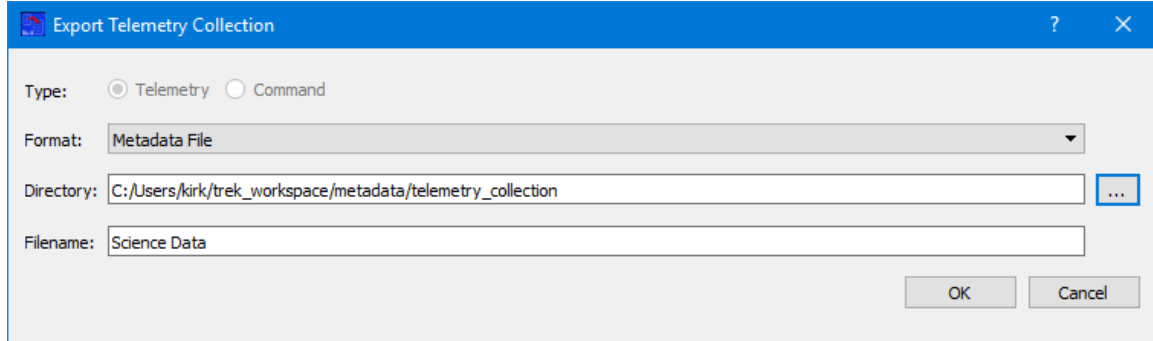 Export Telemetry Collection ?
Type: Telemetry Command
Format: Metadata File
Directory: C:/Users/kirk/trek_workspace/metadata/telemetry_collection ...
Filename: Science Data
OK Cancel